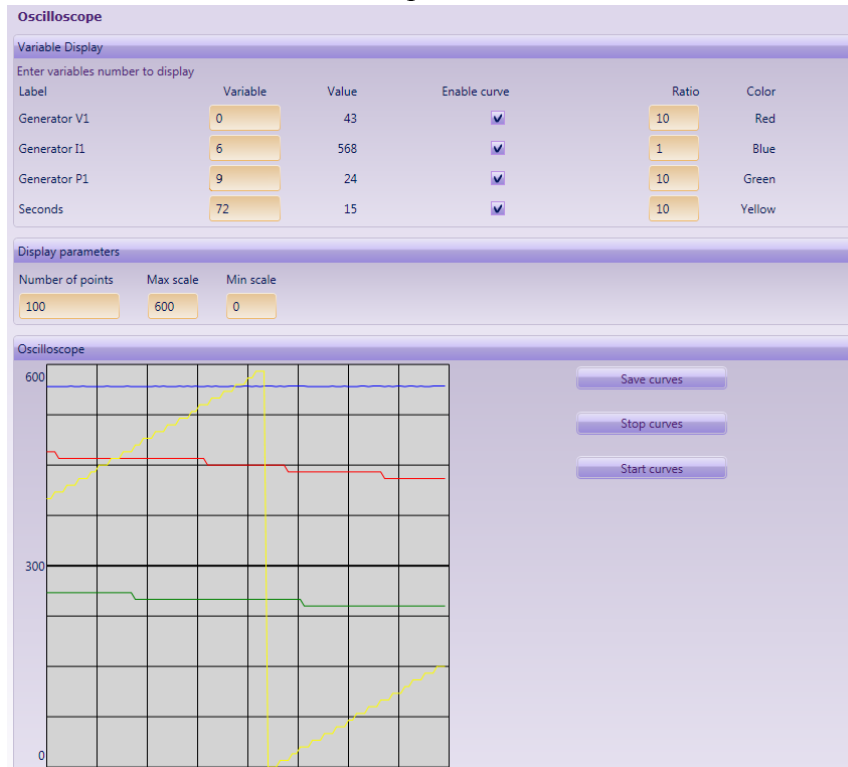 Oscilloscope
Variable Display
Enter variables number to display
Label Variable Value Enable curve Ratio Color
Generator V1 0 43 10 Red
Generator I1 6 568 1 Blue
Generator P1 9 24 10 Green
Seconds 72 15 10 Yellow
Display parameters
Number of points Max scale Min scale
100 600 0
Oscilloscope
600
Save curves
Stop curves
Start curves
300
0